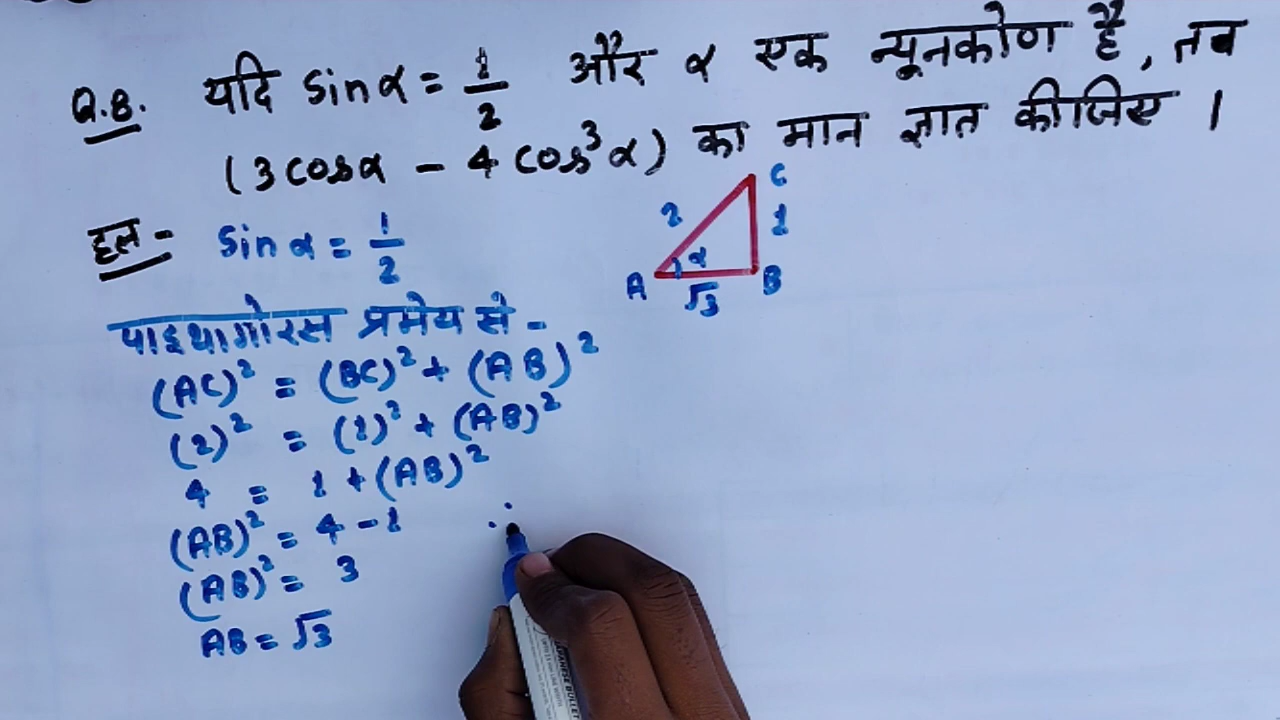 Q.8. यदि sinα = 1/2 और α एक न्यूनकोण है, तब
(3cosα - 4cos³α) का मान ज्ञात कीजिए ।
हल - sinα = 1/2
C
2
1
α
A
B
√3
पाइथागोरस प्रमेय से -
(AC)² = (BC)² + (AB)²
(2)² = (1)² + (AB)²
4 = 1 + (AB)²
(AB)² = 4 - 1
(AB)² = 3
AB = √3